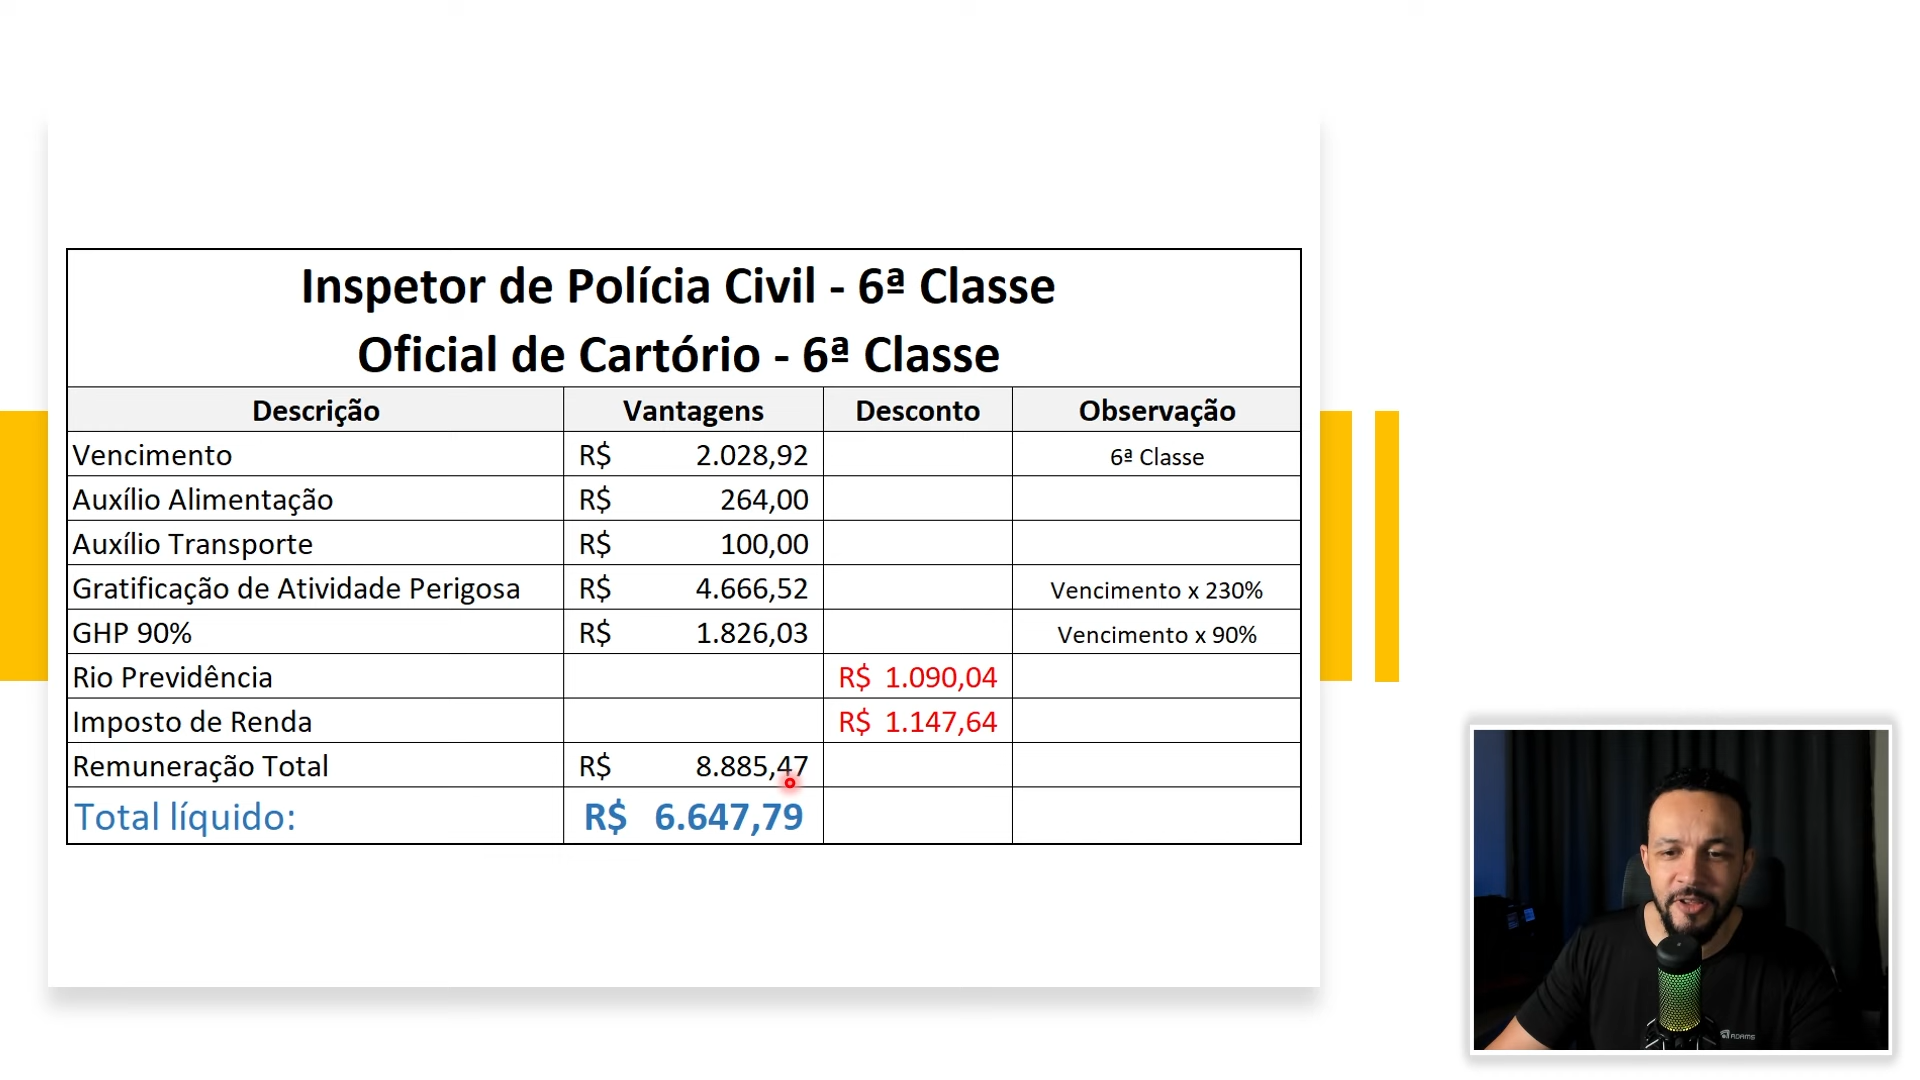 Inspetor de Polícia Civil - 6ª Classe
Oficial de Cartório - 6ª Classe
Descrição Vantagens Desconto Observação
Vencimento R$ 2.028,92 6ª Classe
Auxílio Alimentação R$ 264,00
Auxílio Transporte R$ 100,00
Gratificação de Atividade Perigosa R$ 4.666,52 Vencimento x 230%
GHP 90% R$ 1.826,03 Vencimento x 90%
Rio Previdência R$ 1.090,04
Imposto de Renda R$ 1.147,64
Remuneração Total R$ 8.885,47
Total líquido: R$ 6.647,79
ADAMS